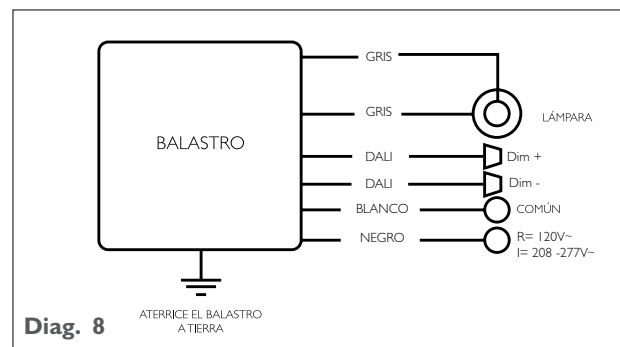 GRIS
GRIS
LÁMPARA
BALASTRO
DALI
Dim +
DALI
Dim -
BLANCO
COMÚN
NEGRO
R= 120V~
I= 208 -277V~
ATERRICE EL BALASTRO
A TIERRA
Diag. 8